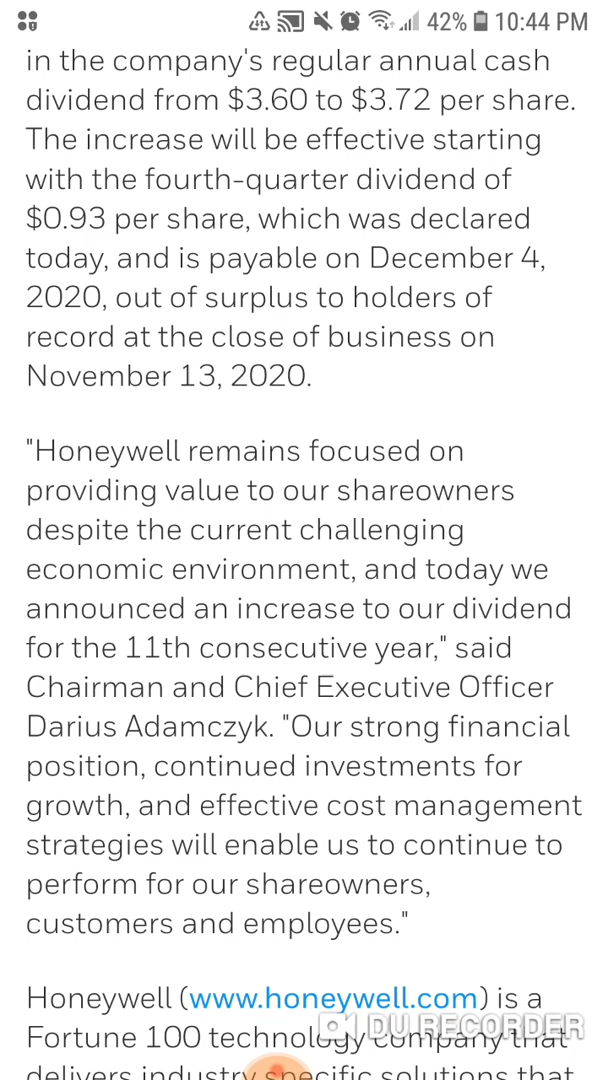 42% 10:44 PM
in the company's regular annual cash
dividend from $3.60 to $3.72 per share.
The increase will be effective starting
with the fourth-quarter dividend of
$0.93 per share, which was declared
today, and is payable on December 4,
2020, out of surplus to holders of
record at the close of business on
November 13, 2020.
"Honeywell remains focused on
providing value to our shareowners
despite the current challenging
economic environment, and today we
announced an increase to our dividend
for the 11th consecutive year," said
Chairman and Chief Executive Officer
Darius Adamczyk. "Our strong financial
position, continued investments for
growth, and effective cost management
strategies will enable us to continue to
perform for our shareowners,
customers and employees."
Honeywell (www.honeywell.com) is a
Fortune 100 technology company that
DU RECORDER
delivers industry specific solutions that